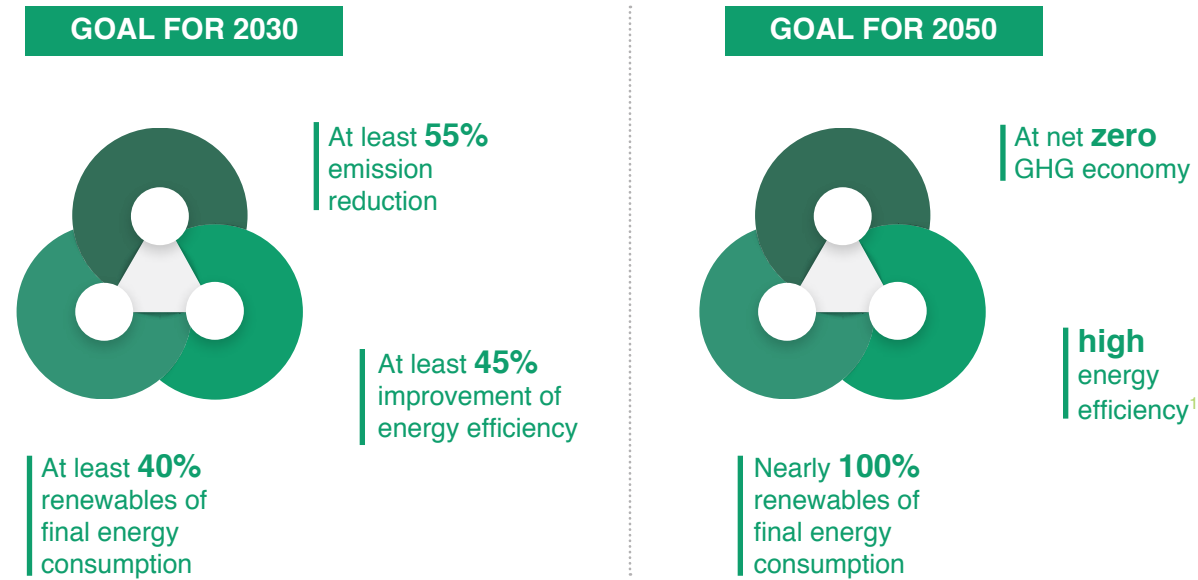 GOAL FOR 2030
At least 55%
emission
reduction
At least 45%
improvement of
energy efficiency
At least 40%
renewables of
final energy
consumption
GOAL FOR 2050
At net zero
GHG economy
high
energy
efficiency¹
Nearly 100%
renewables of
final energy
consumption